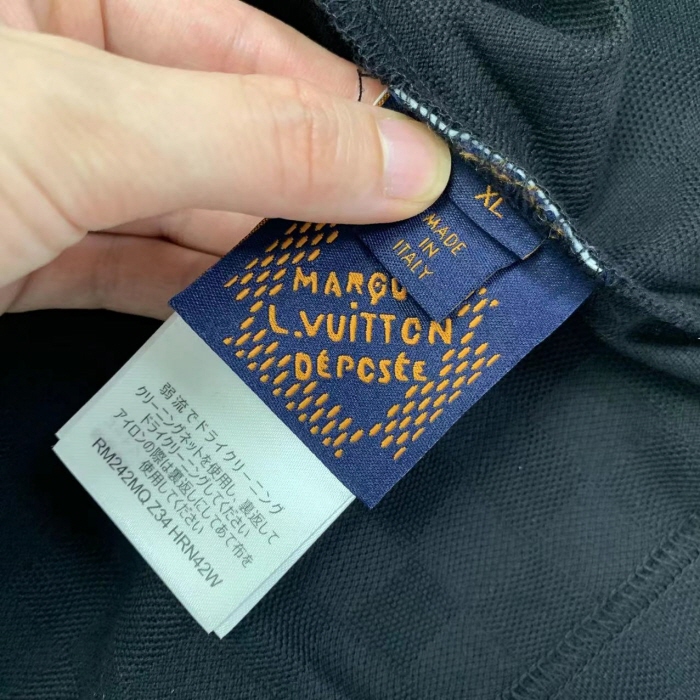 XL
MADE
IN
ITALY
MARQU
L.VUİTTON
DÉPOSÉE
弱流でドライクリーニング
クリーニングネットを使用し、裏返して
ドライクリーニングしてください
アイロンの際は裏返しにしてあて布を
使用してください
RM242MQ Z34 HRN42W